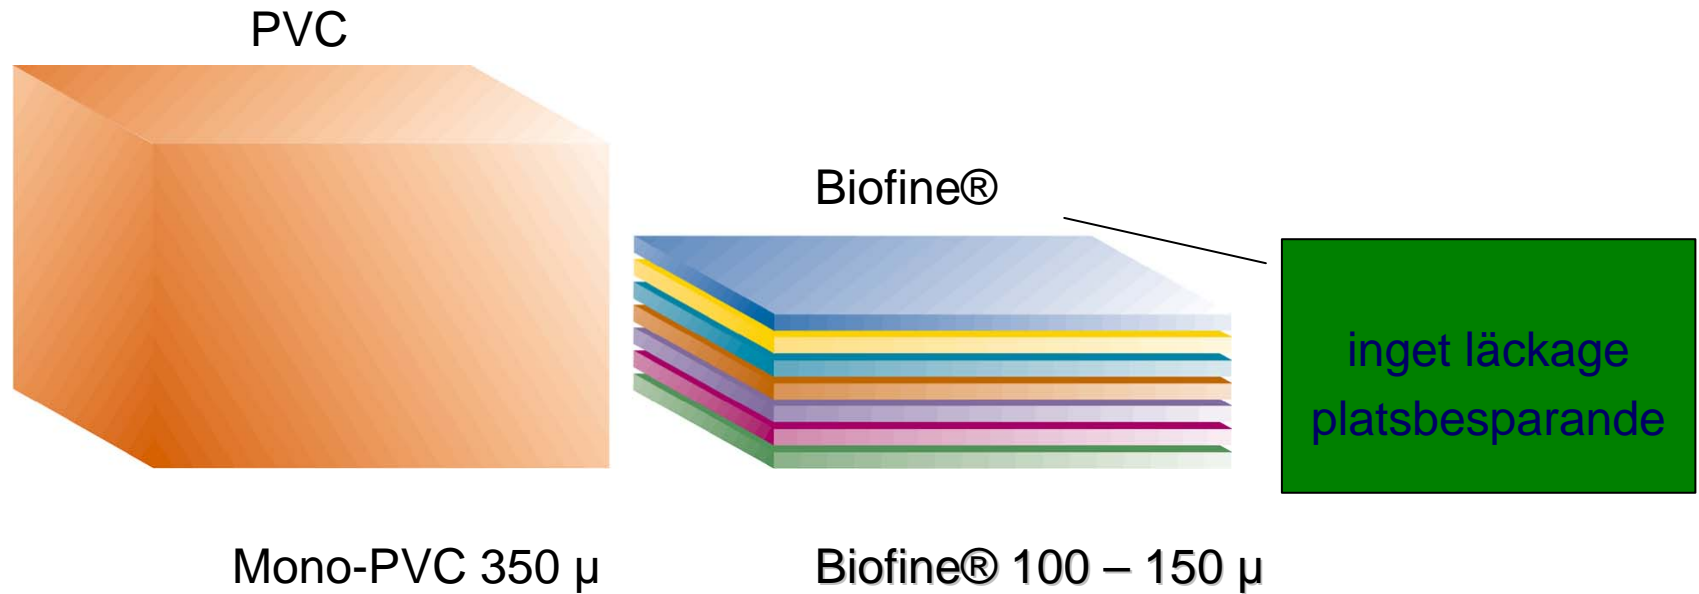 PVC
Biofine®
inget läckage
platsbesparande
Mono-PVC 350 µ
Biofine® 100 – 150 µ